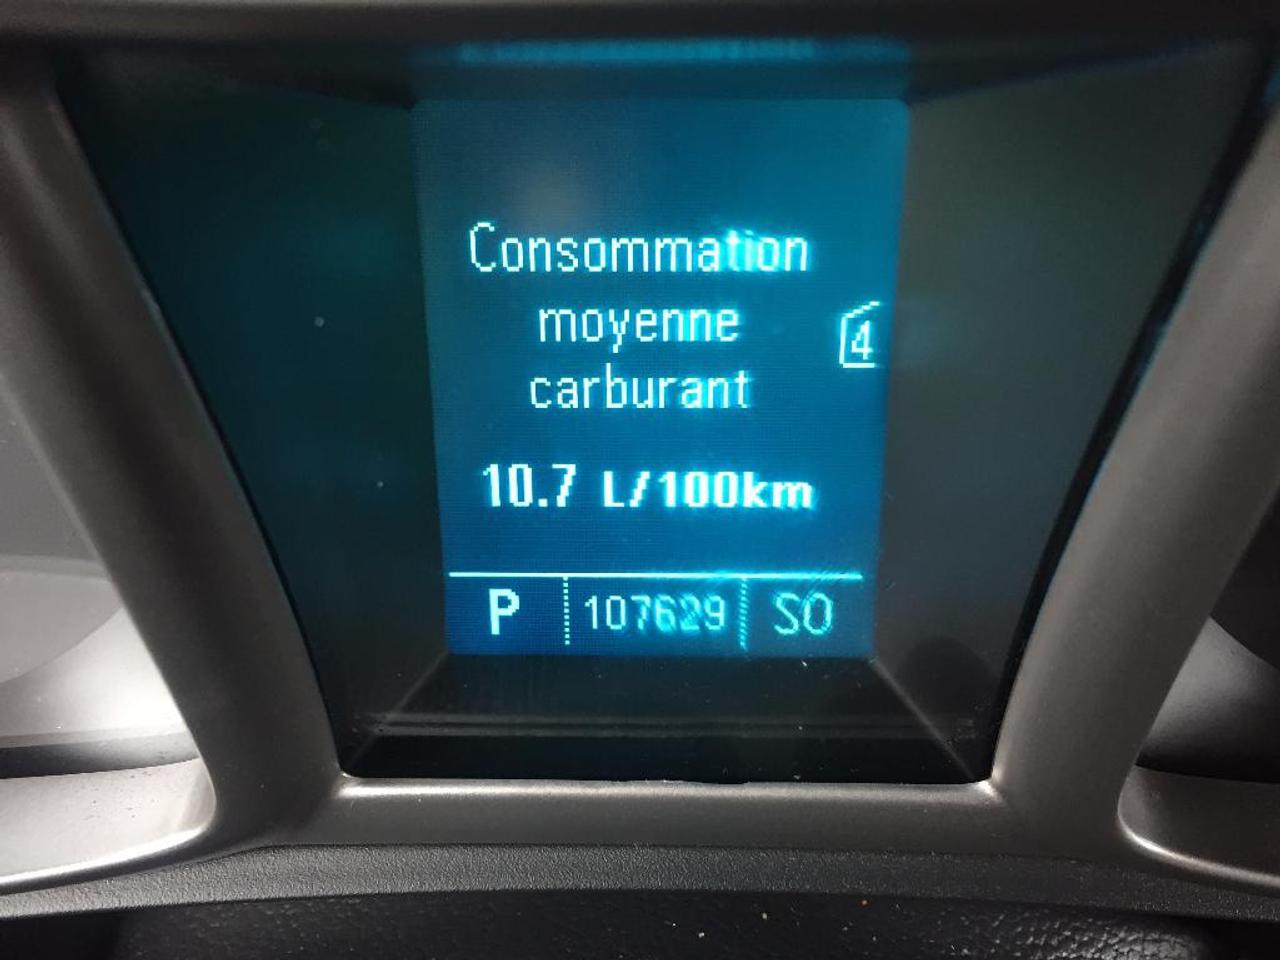 Consommation
moyenne
4
carburant
10.7 L/100km
P 107629 SO